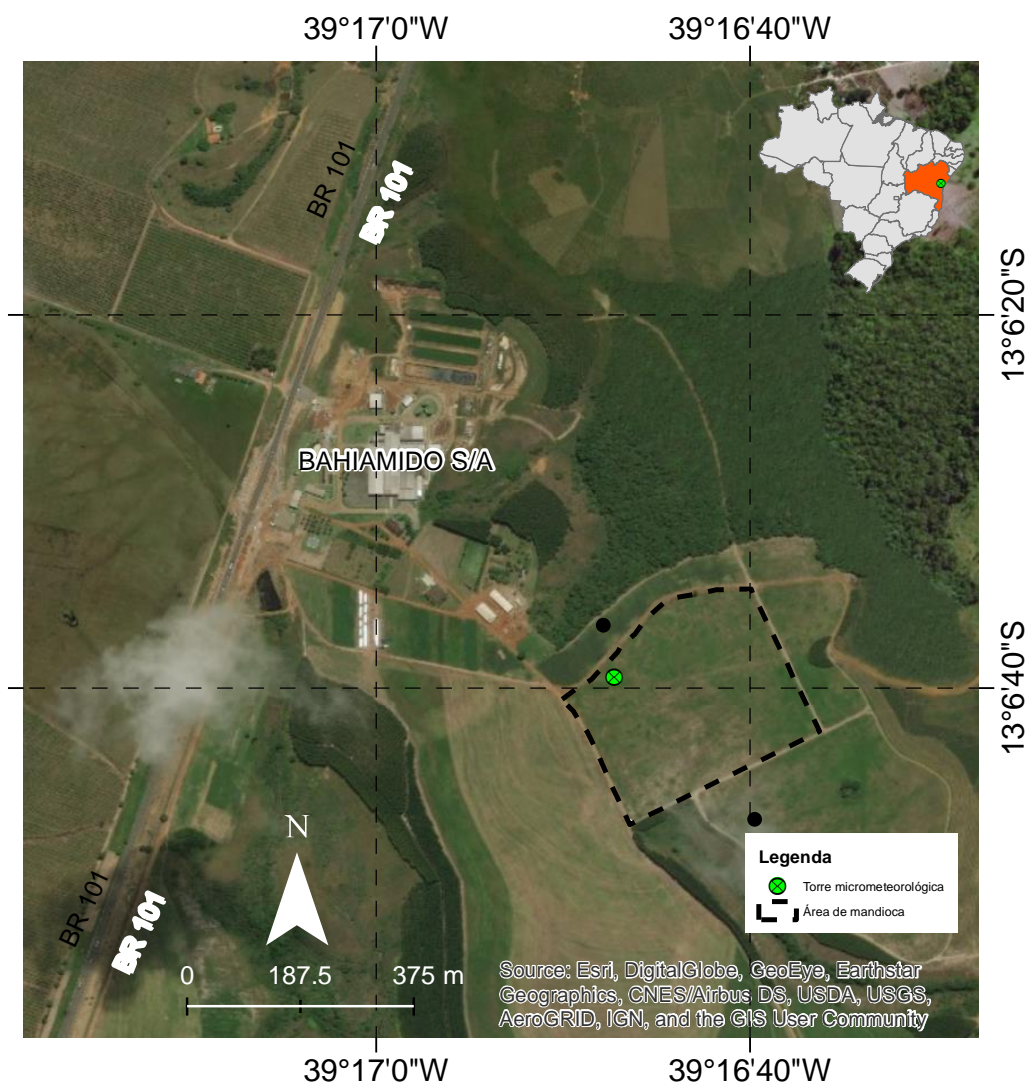 39°17'0"W
39°16'40"W
BR 101
BR 101
13°6'20"S
BAHIAMIDO S/A
13°6'40"S
N
Legenda
Torre micrometeorológica
Área de mandioca
BR 101
BR 101
0
187.5
375 m
Source: Esri, DigitalGlobe, GeoEye, Earthstar
Geographics, CNES/Airbus DS, USDA, USGS,
AeroGRID, IGN, and the GIS User Community
39°17'0"W
39°16'40"W